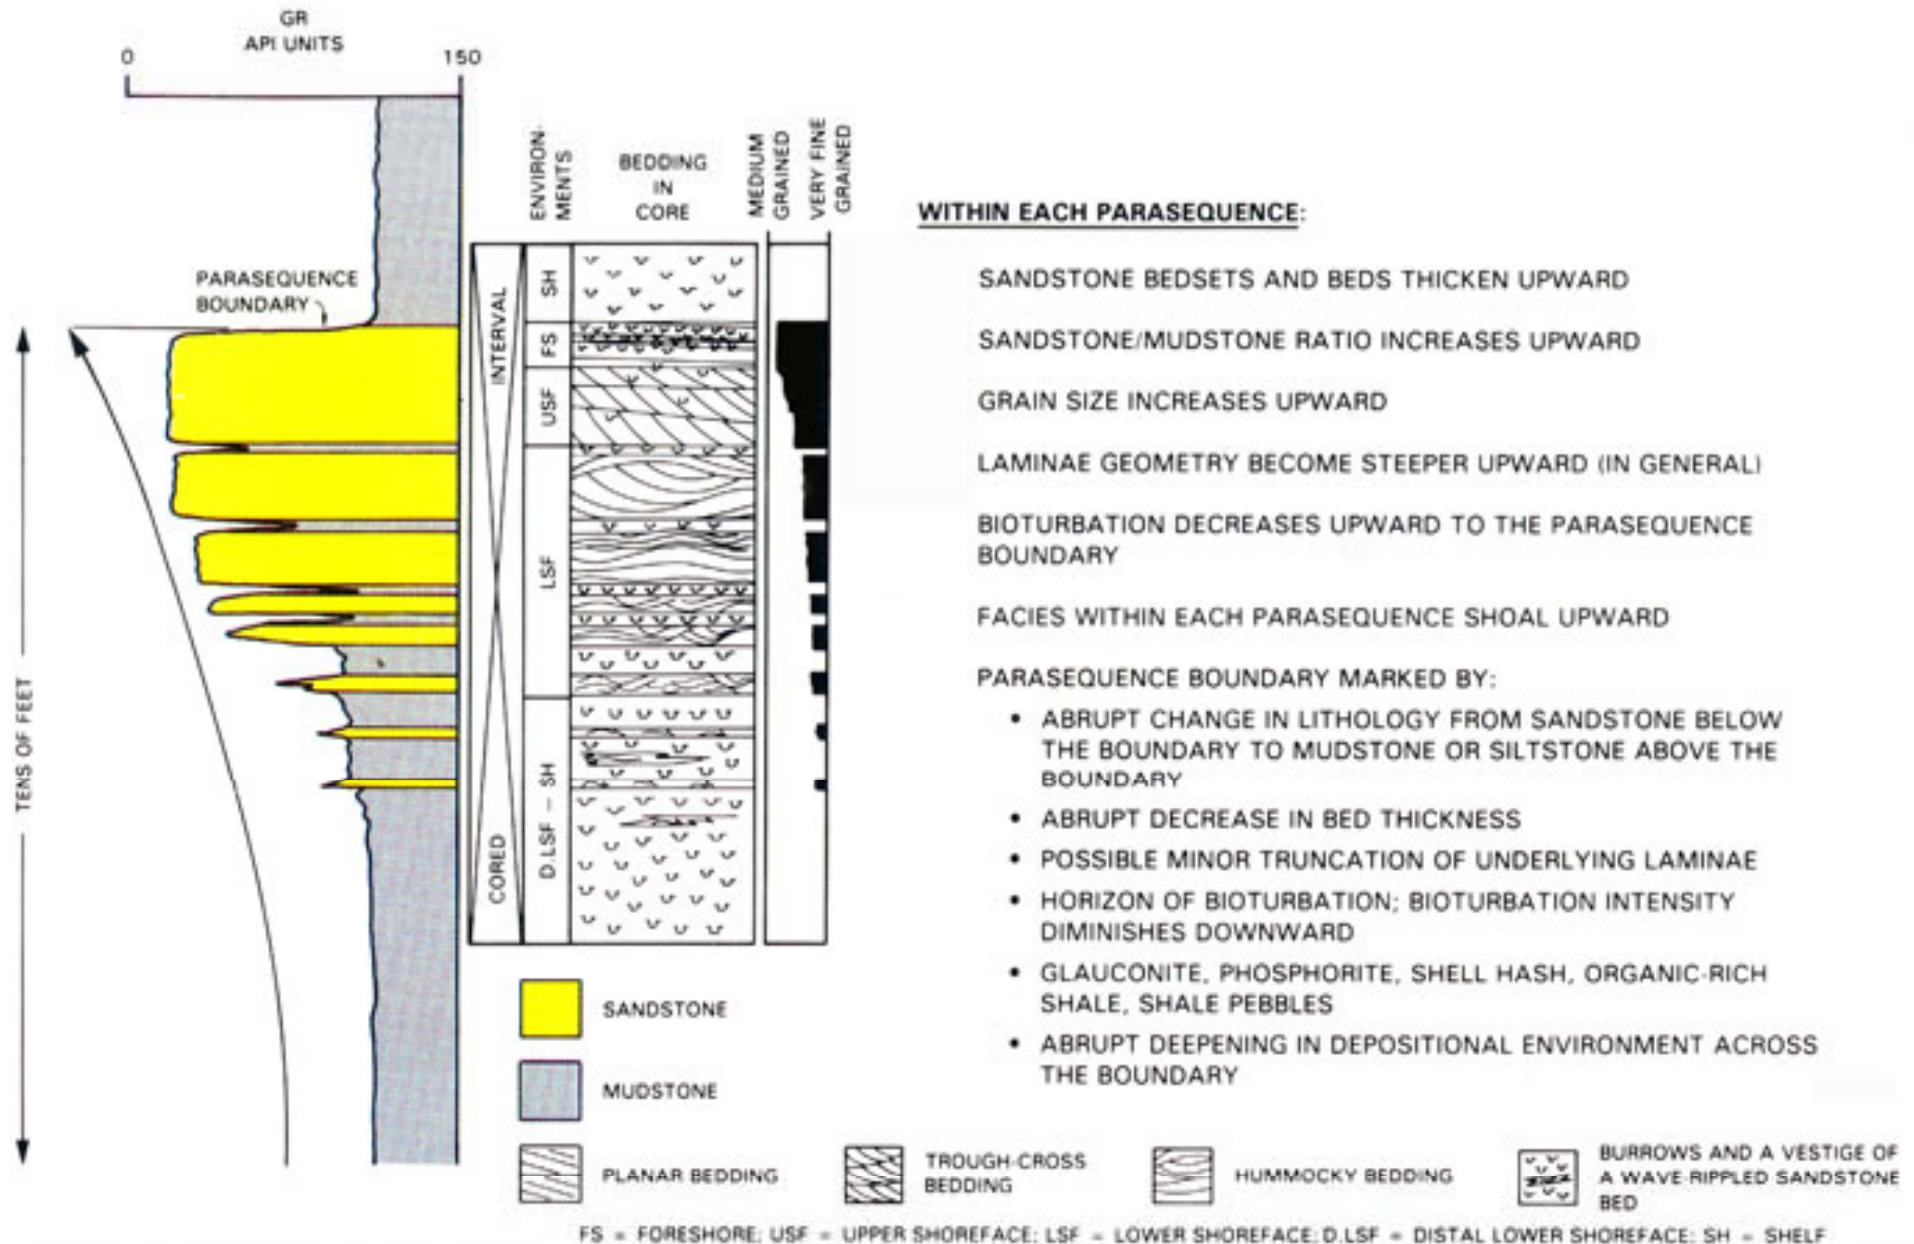 GR
API UNITS
0
150
PARASEQUENCE
BOUNDARY
TENS OF FEET
INTERVAL
CORED
ENVIRON-
MENTS
BEDDING
IN
CORE
MEDIUM
GRAINED
VERY FINE
GRAINED
SH
FS
USF
LSF
D.LSF – SH
WITHIN EACH PARASEQUENCE:
SANDSTONE BEDSETS AND BEDS THICKEN UPWARD
SANDSTONE/MUDSTONE RATIO INCREASES UPWARD
GRAIN SIZE INCREASES UPWARD
LAMINAE GEOMETRY BECOME STEEPER UPWARD (IN GENERAL)
BIOTURBATION DECREASES UPWARD TO THE PARASEQUENCE
BOUNDARY
FACIES WITHIN EACH PARASEQUENCE SHOAL UPWARD
PARASEQUENCE BOUNDARY MARKED BY:
• ABRUPT CHANGE IN LITHOLOGY FROM SANDSTONE BELOW
THE BOUNDARY TO MUDSTONE OR SILTSTONE ABOVE THE
BOUNDARY
• ABRUPT DECREASE IN BED THICKNESS
• POSSIBLE MINOR TRUNCATION OF UNDERLYING LAMINAE
• HORIZON OF BIOTURBATION; BIOTURBATION INTENSITY
DIMINISHES DOWNWARD
• GLAUCONITE, PHOSPHORITE, SHELL HASH, ORGANIC-RICH
SHALE, SHALE PEBBLES
• ABRUPT DEEPENING IN DEPOSITIONAL ENVIRONMENT ACROSS
THE BOUNDARY
SANDSTONE
MUDSTONE
PLANAR BEDDING
TROUGH-CROSS
BEDDING
HUMMOCKY BEDDING
BURROWS AND A VESTIGE OF
A WAVE-RIPPLED SANDSTONE
BED
FS = FORESHORE; USF = UPPER SHOREFACE; LSF = LOWER SHOREFACE; D.LSF = DISTAL LOWER SHOREFACE; SH = SHELF